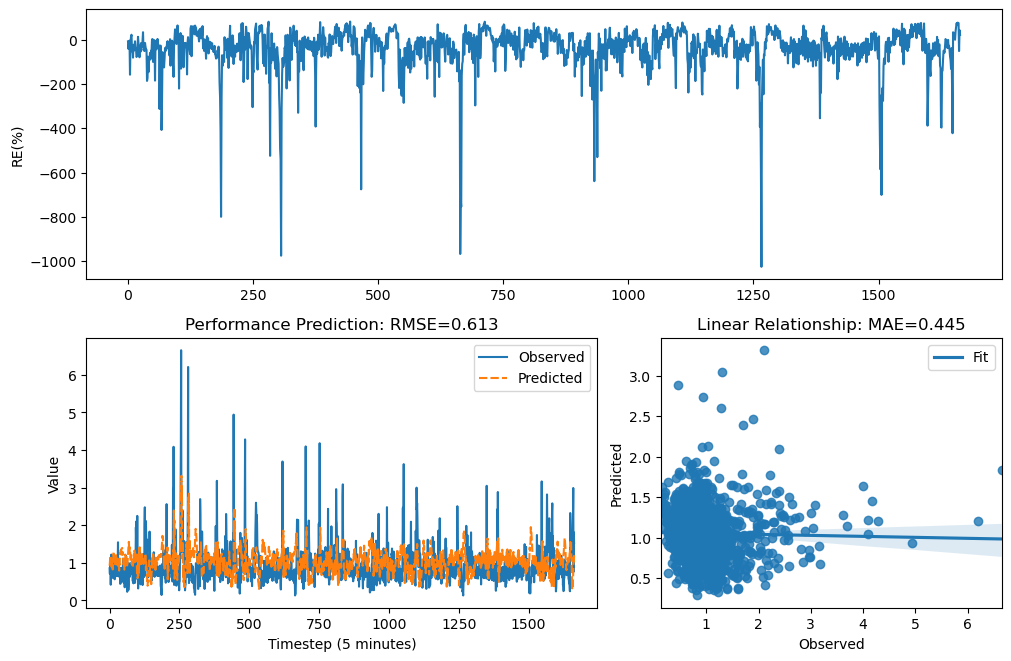 RE(%)
0
−200
−400
−600
−800
−1000
0 250 500 750 1000 1250 1500
Performance Prediction: RMSE=0.613
Value
6
5
4
3
2
1
0
Observed
Predicted
0 250 500 750 1000 1250 1500
Timestep (5 minutes)
Linear Relationship: MAE=0.445
Predicted
3.0
2.5
2.0
1.5
1.0
0.5
Fit
1 2 3 4 5 6
Observed